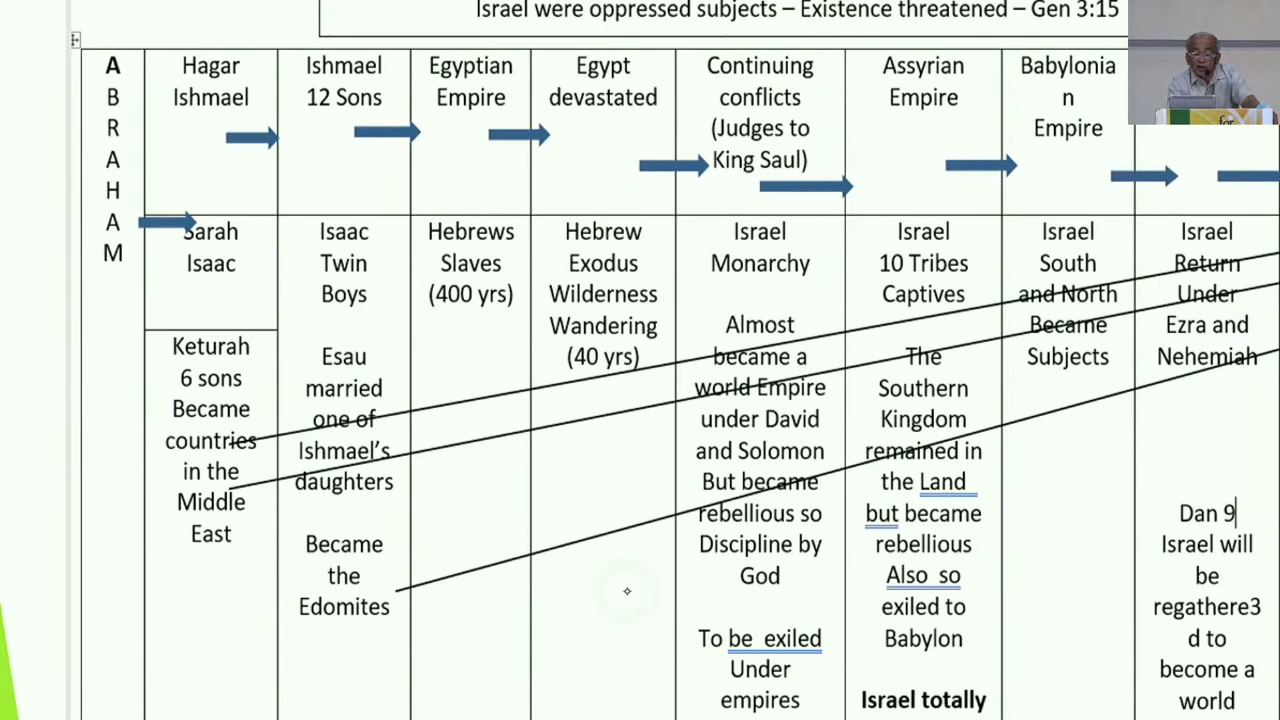 Israel were oppressed subjects – Existence threatened – Gen 3:15
A
B
R
A
H
A
M
Hagar
Ishmael
Ishmael
12 Sons
Egyptian
Empire
Egypt
devastated
Continuing
conflicts
(Judges to
King Saul)
Assyrian
Empire
Babylonia
n
Empire
for
Sarah
Isaac
Keturah
6 sons
Became
countries
in the
Middle
East
Isaac
Twin
Boys
Esau
married
one of
Ishmael’s
daughters
Became
the
Edomites
Hebrews
Slaves
(400 yrs)
Hebrew
Exodus
Wilderness
Wandering
(40 yrs)
Israel
Monarchy
Almost
became a
world Empire
under David
and Solomon
But became
rebellious so
Discipline by
God
To be exiled
Under
empires
Israel
10 Tribes
Captives
The
Southern
Kingdom
remained in
the Land
but became
rebellious
Also so
exiled to
Babylon
Israel totally
Israel
South
and North
Became
Subjects
Israel
Return
Under
Ezra and
Nehemiah
Dan 9
Israel will
be
regathere3
d to
become a
world